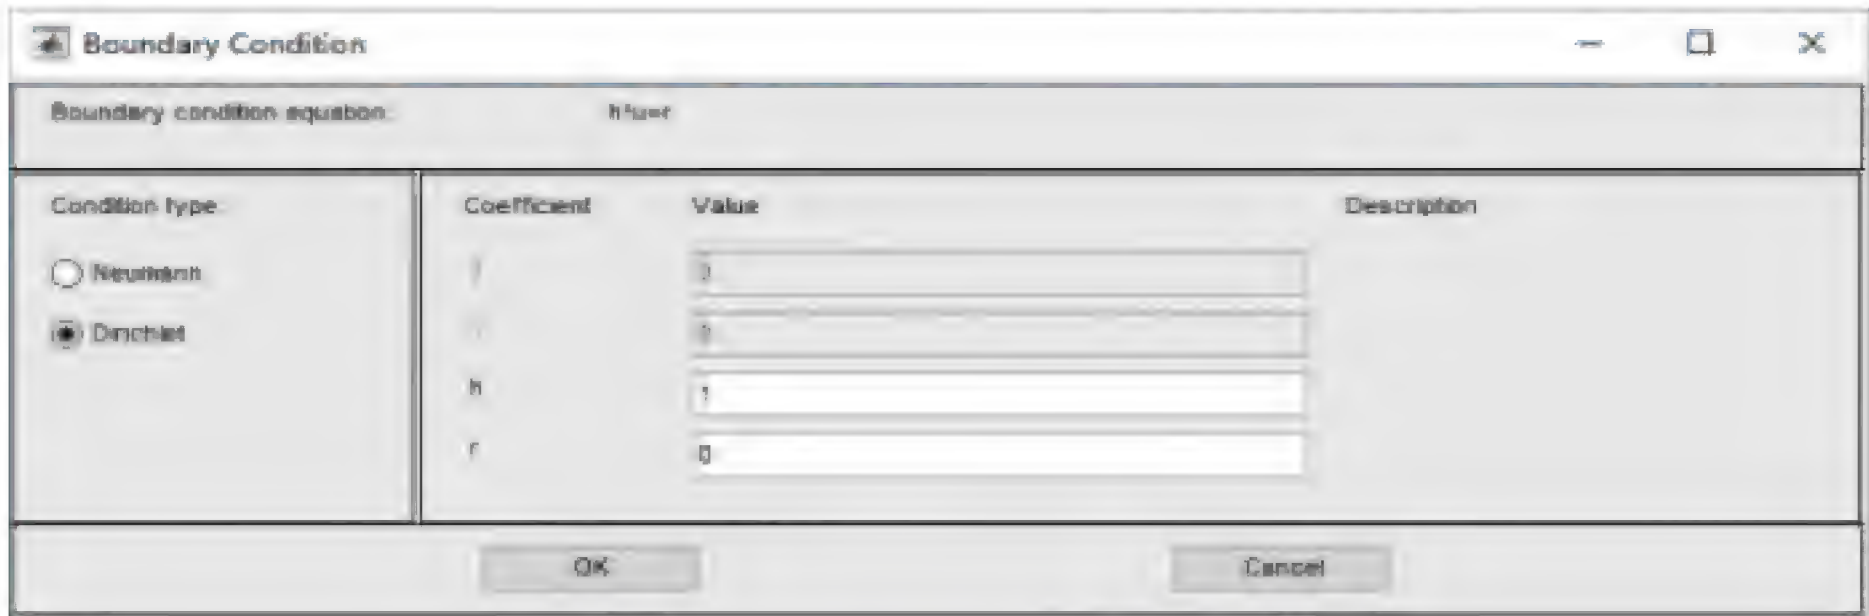 Boundary Condition
Boundary condition equation: h*u=r
Condition type: Coefficient Value Description
Neumann
Dirichlet
h 1
r 0
OK Cancel